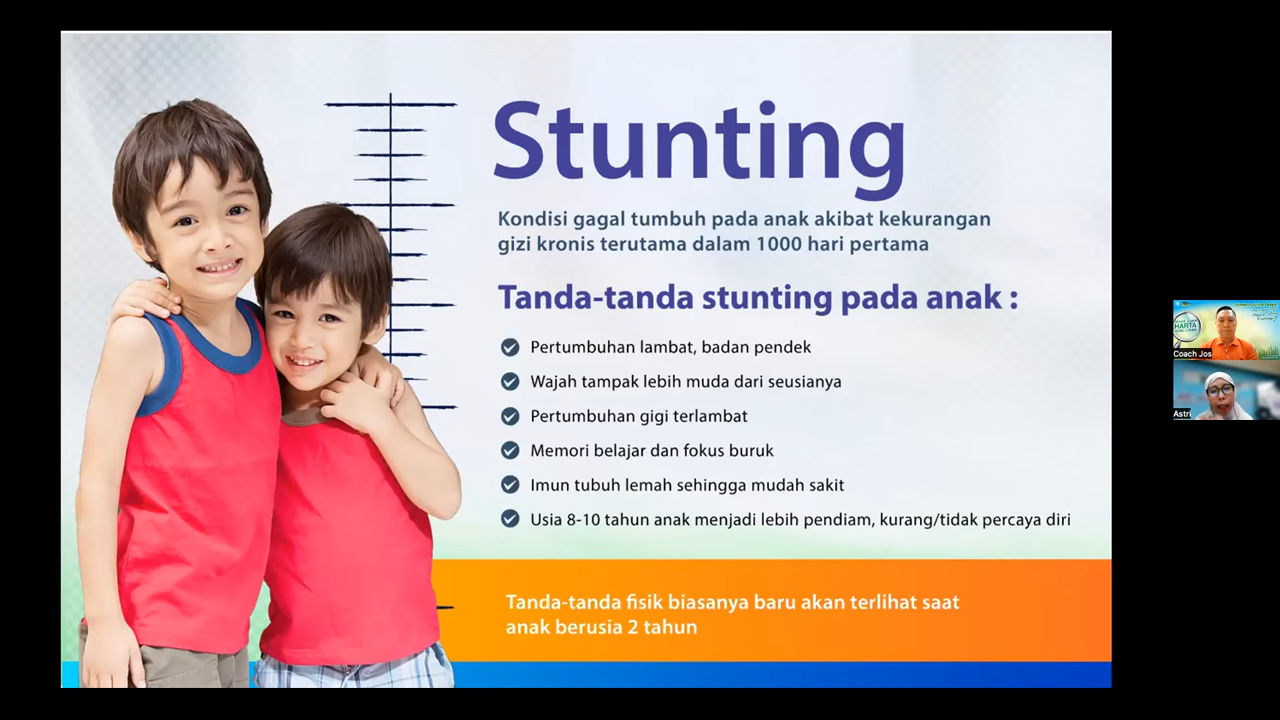 Stunting
Kondisi gagal tumbuh pada anak akibat kekurangan
gizi kronis terutama dalam 1000 hari pertama
Tanda-tanda stunting pada anak :
Pertumbuhan lambat, badan pendek
Wajah tampak lebih muda dari seusianya
Pertumbuhan gigi terlambat
Memori belajar dan fokus buruk
Imun tubuh lemah sehingga mudah sakit
Usia 8-10 tahun anak menjadi lebih pendiam, kurang/tidak percaya diri
Tanda-tanda fisik biasanya baru akan terlihat saat
anak berusia 2 tahun
HARTA
Coach Jos
Astri